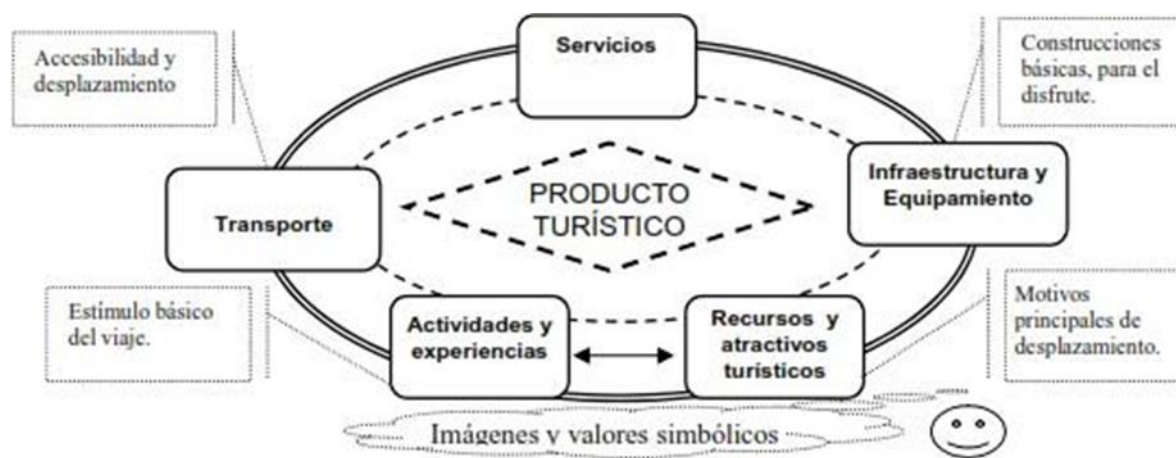 Servicios
Accesibilidad y
desplazamiento
Construcciones
básicas, para el
disfrute.
Infraestructura y
Equipamiento
PRODUCTO
TURÍSTICO
Transporte
Estímulo básico
del viaje.
Actividades y
experiencias
Recursos y
atractivos
turísticos
Motivos
principales de
desplazamiento.
Imágenes y valores simbólicos